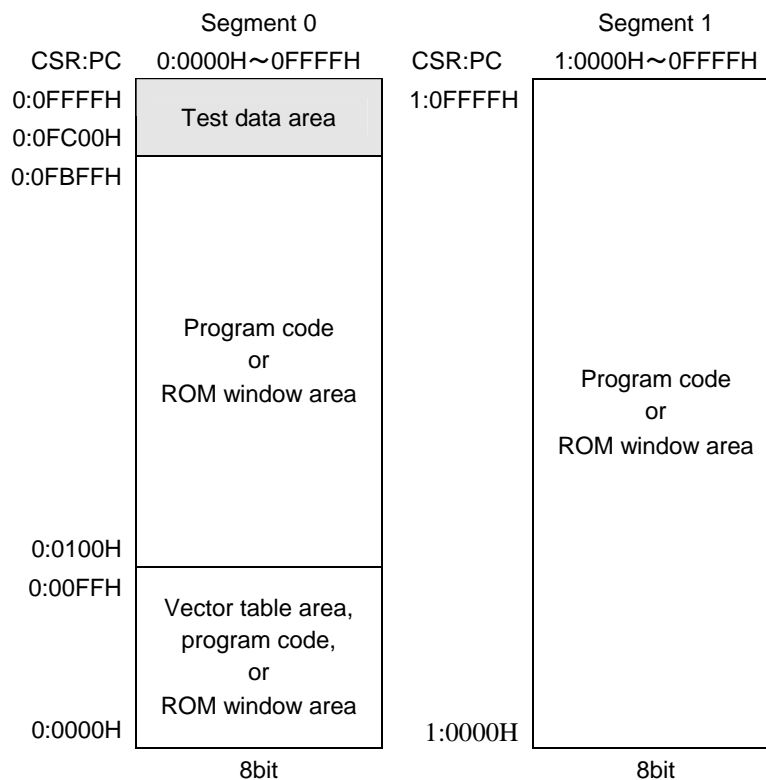 Segment 0
Segment 1
CSR:PC
0:0000H～0FFFFH
CSR:PC
1:0000H～0FFFFH
0:0FFFFH
Test data area
1:0FFFFH
0:0FC00H
0:0FBFFH
Program code
or
ROM window area
Program code
or
ROM window area
0:0100H
0:00FFH
Vector table area,
program code,
or
ROM window area
0:0000H
1:0000H
8bit
8bit